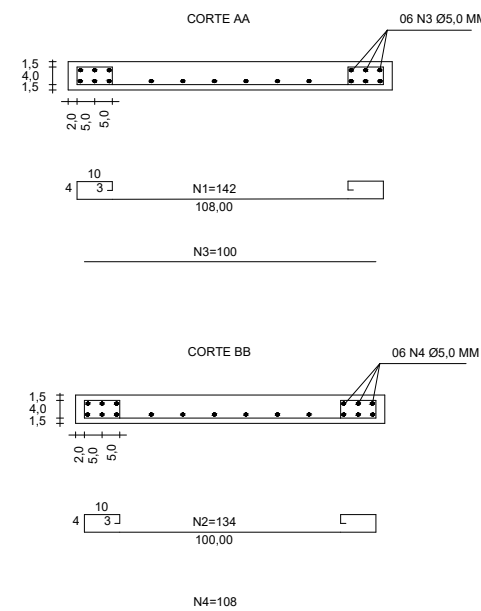 CORTE AA
06 N3 Ø5,0 MM
1,5
4,0
1,5
2,0
5,0
5,0
10
4
3
N1=142
108,00
N3=100
CORTE BB
06 N4 Ø5,0 MM
1,5
4,0
1,5
2,0
5,0
5,0
10
4
3
N2=134
100,00
N4=108